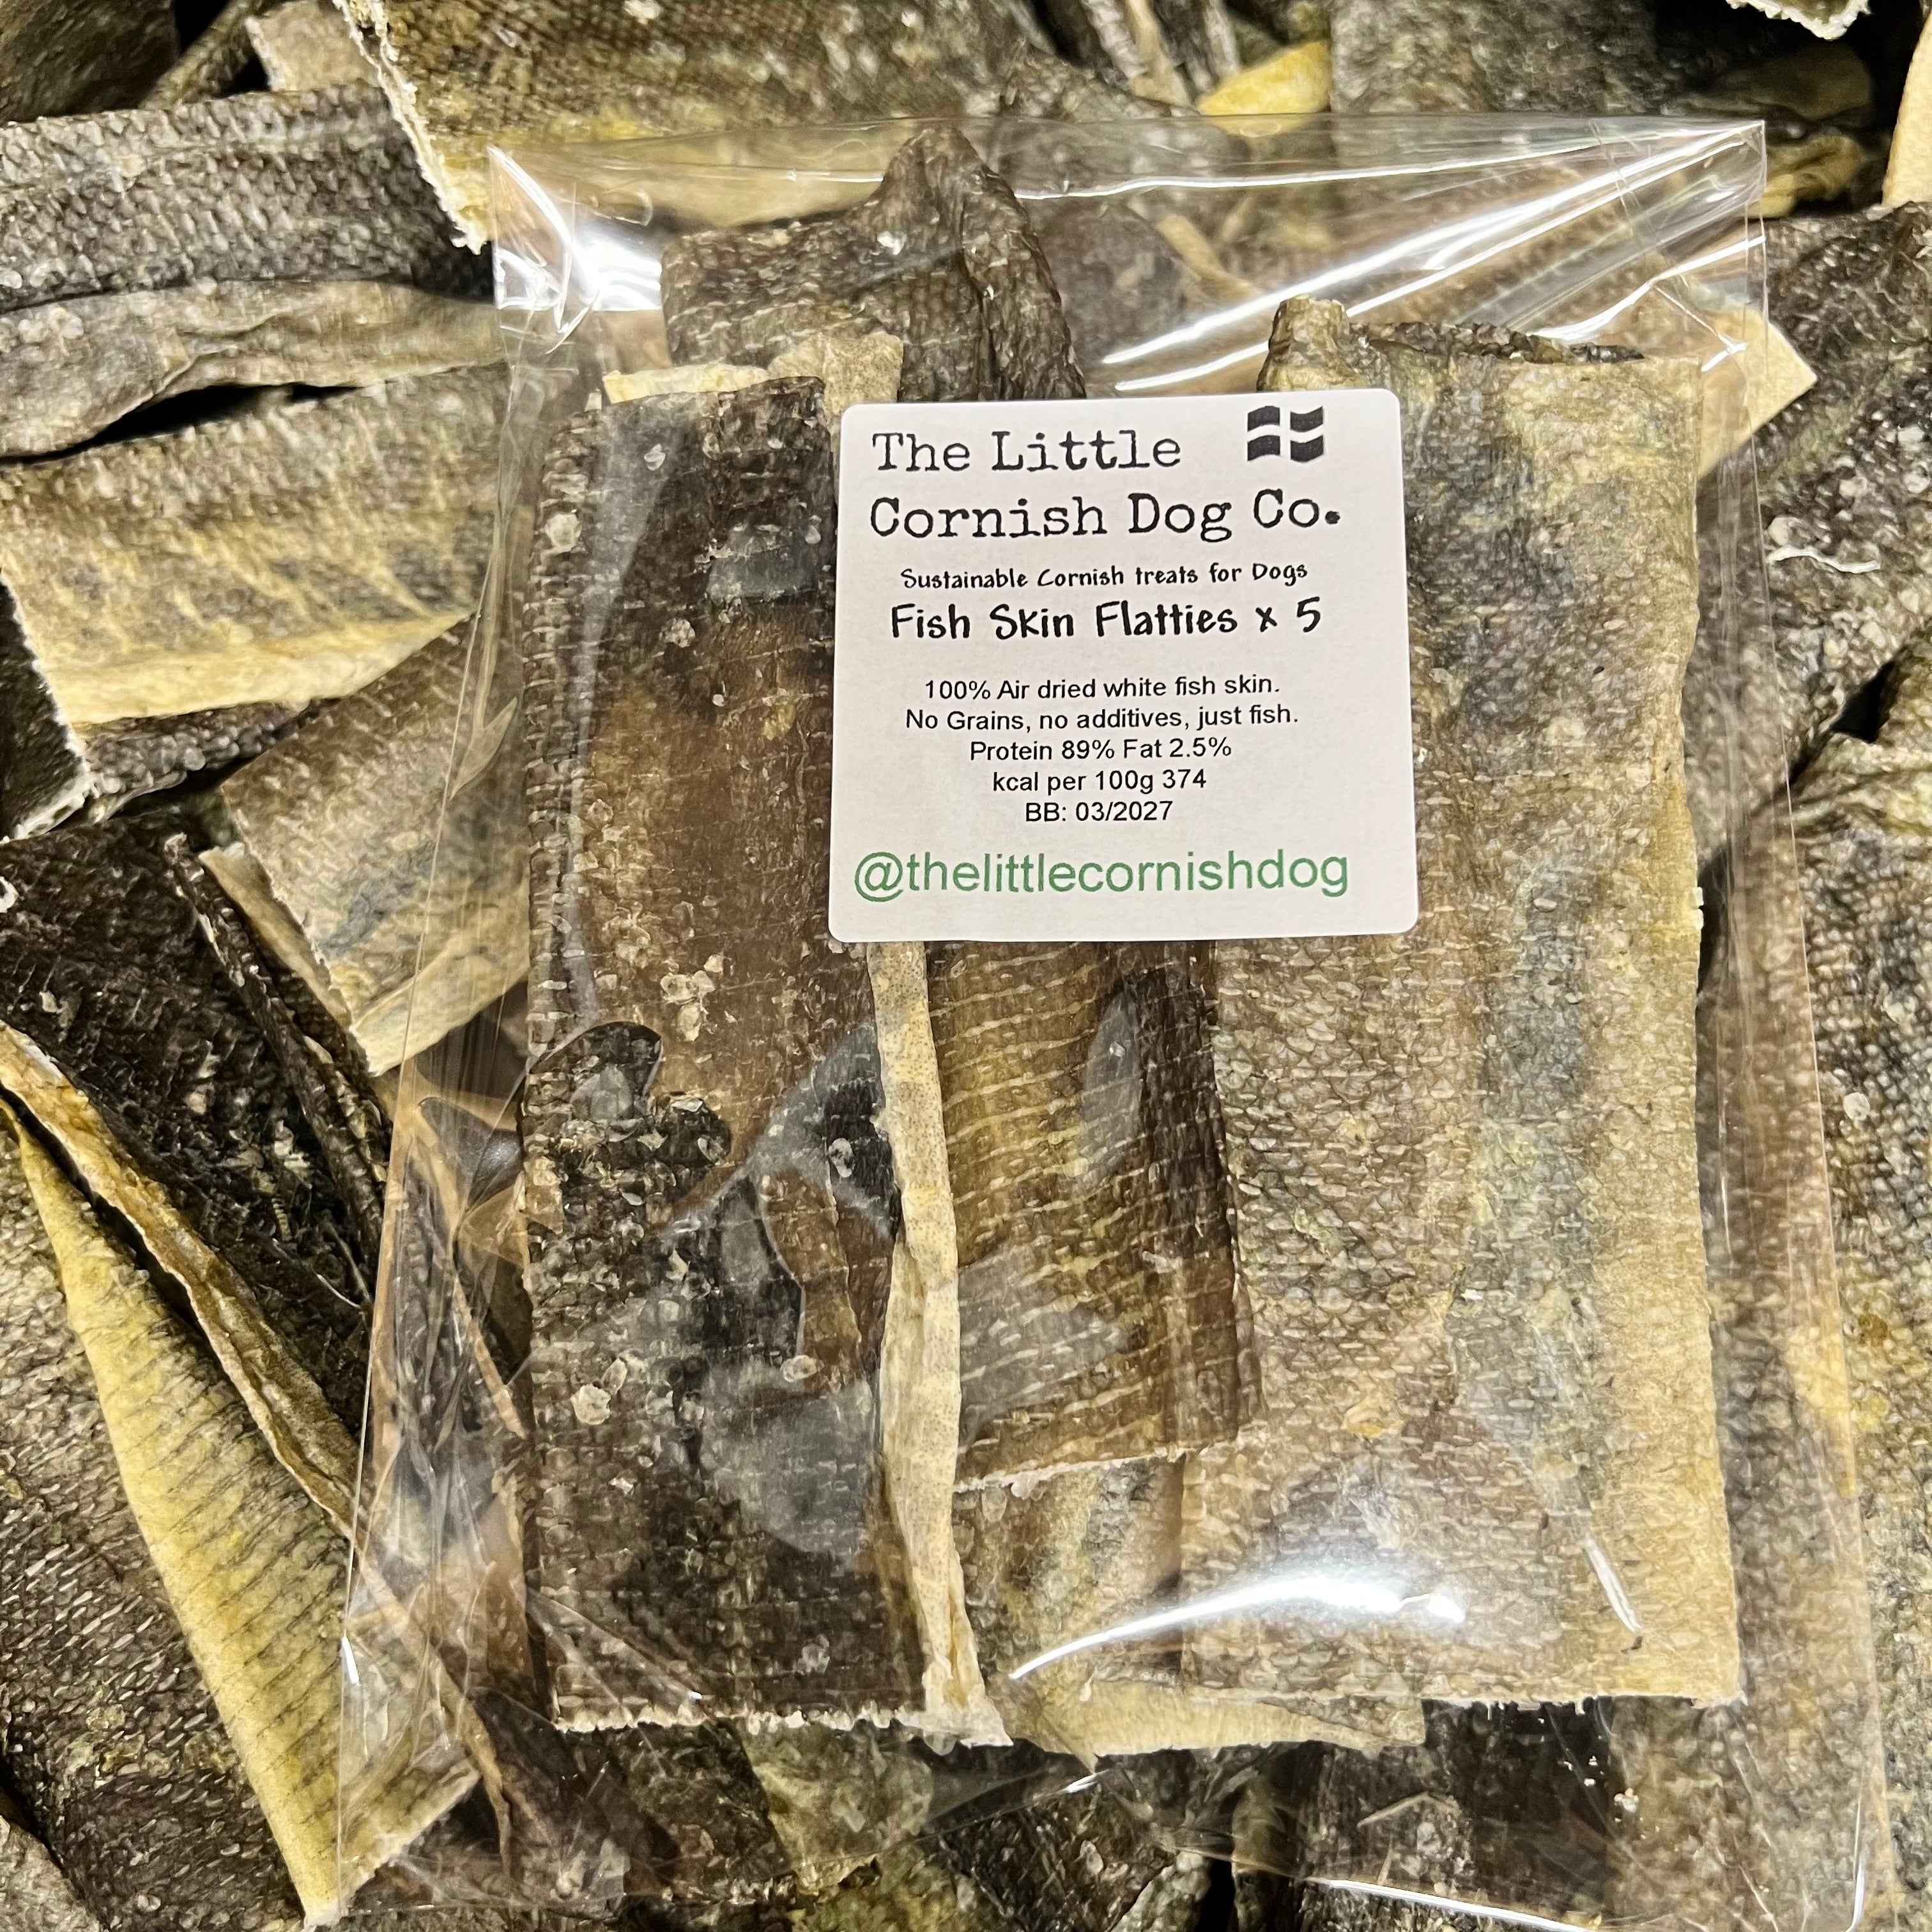 The Little
Cornish Dog Co.
Sustainable Cornish treats for Dogs
Fish Skin Flatties x 5
100% Air dried white fish skin.
No Grains, no additives, just fish.
Protein 89% Fat 2.5%
kcal per 100g 374
BB: 03/2027
@thelittlecornishdog